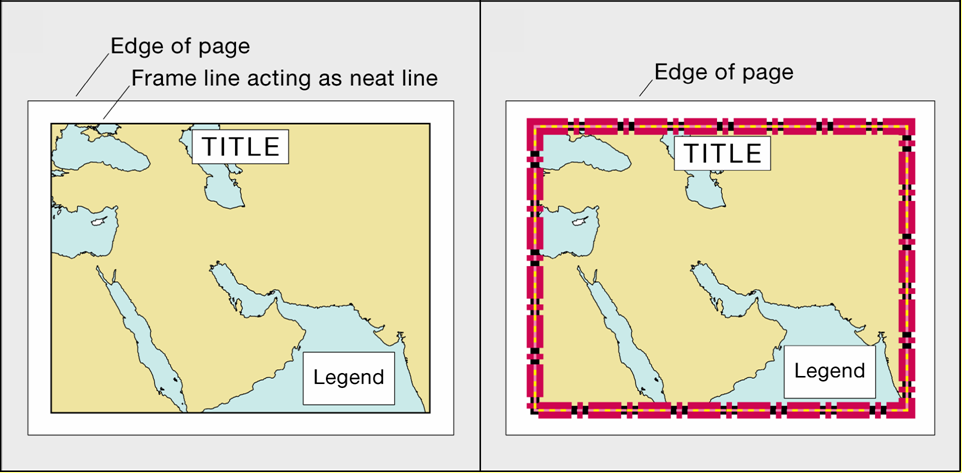 Edge of page
Frame line acting as neat line
TITLE
Legend
Edge of page
TITLE
Legend